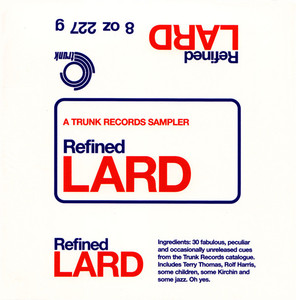 8 oz 227 g
Refined
LARD
trunk
A TRUNK RECORDS SAMPLER
Refined
LARD
Refined
LARD
Ingredients: 30 fabulous, peculiar
and occasionally unreleased cues
from the Trunk Records catalogue.
Includes Terry Thomas, Rolf Harris,
some children, some Kirchin and
some jazz. Oh yes.